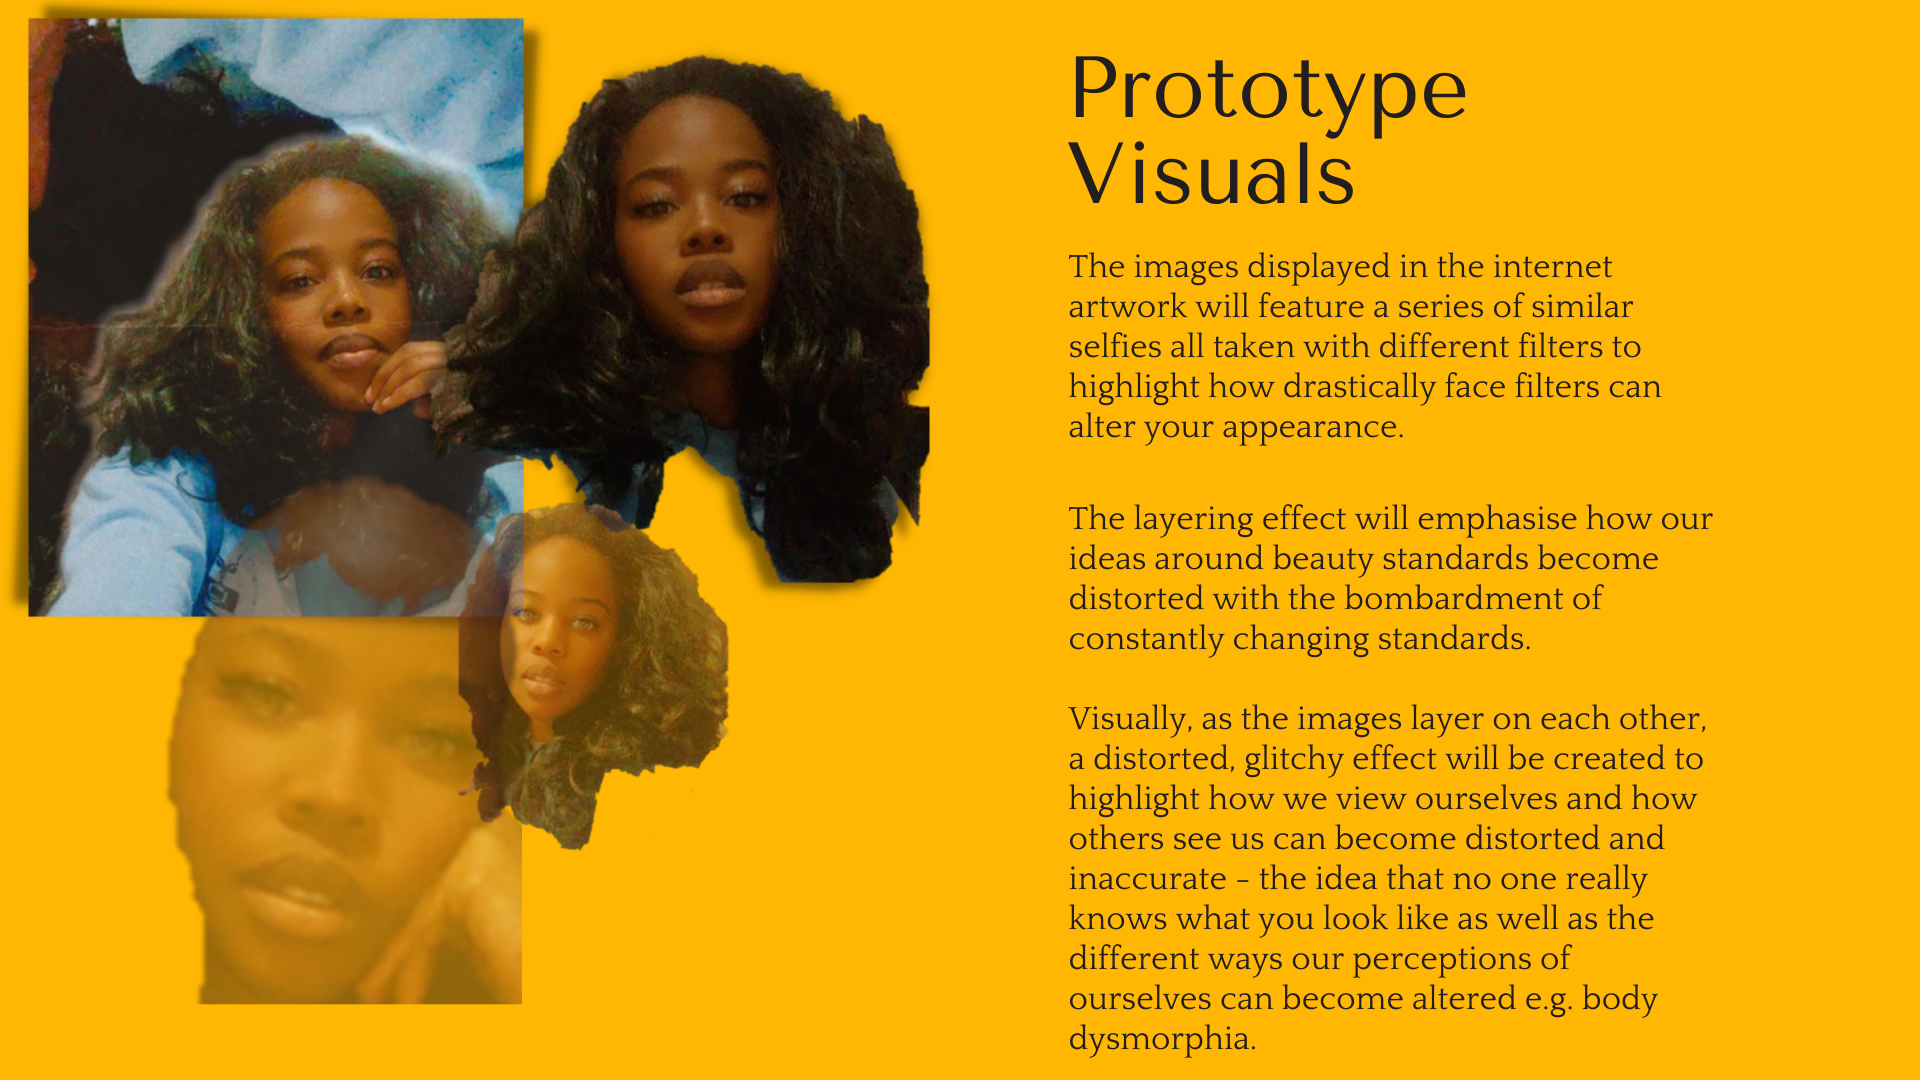 Prototype
Visuals
The images displayed in the internet
artwork will feature a series of similar
selfies all taken with different filters to
highlight how drastically face filters can
alter your appearance.
The layering effect will emphasise how our
ideas around beauty standards become
distorted with the bombardment of
constantly changing standards.
Visually, as the images layer on each other,
a distorted, glitchy effect will be created to
highlight how we view ourselves and how
others see us can become distorted and
inaccurate - the idea that no one really
knows what you look like as well as the
different ways our perceptions of
ourselves can become altered e.g. body
dysmorphia.